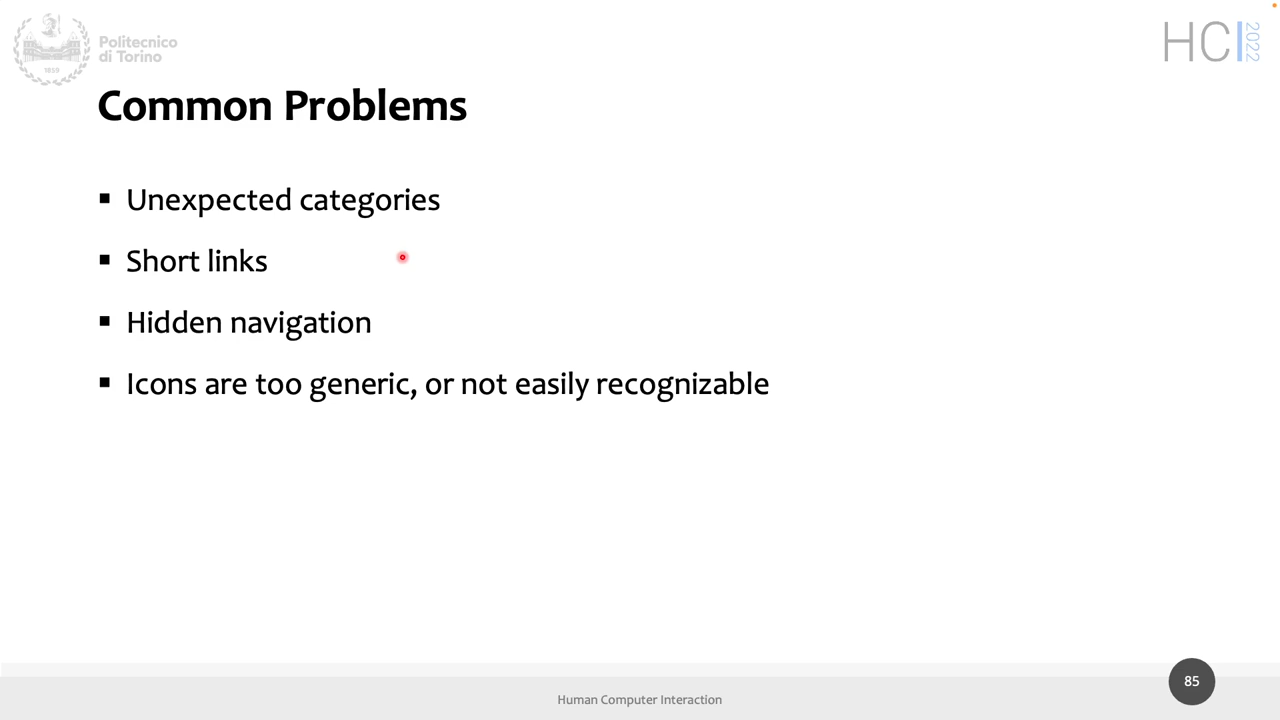 Politecnico
di Torino
1859
HCI 2022
Common Problems
▪ Unexpected categories
▪ Short links
▪ Hidden navigation
▪ Icons are too generic, or not easily recognizable
Human Computer Interaction
85